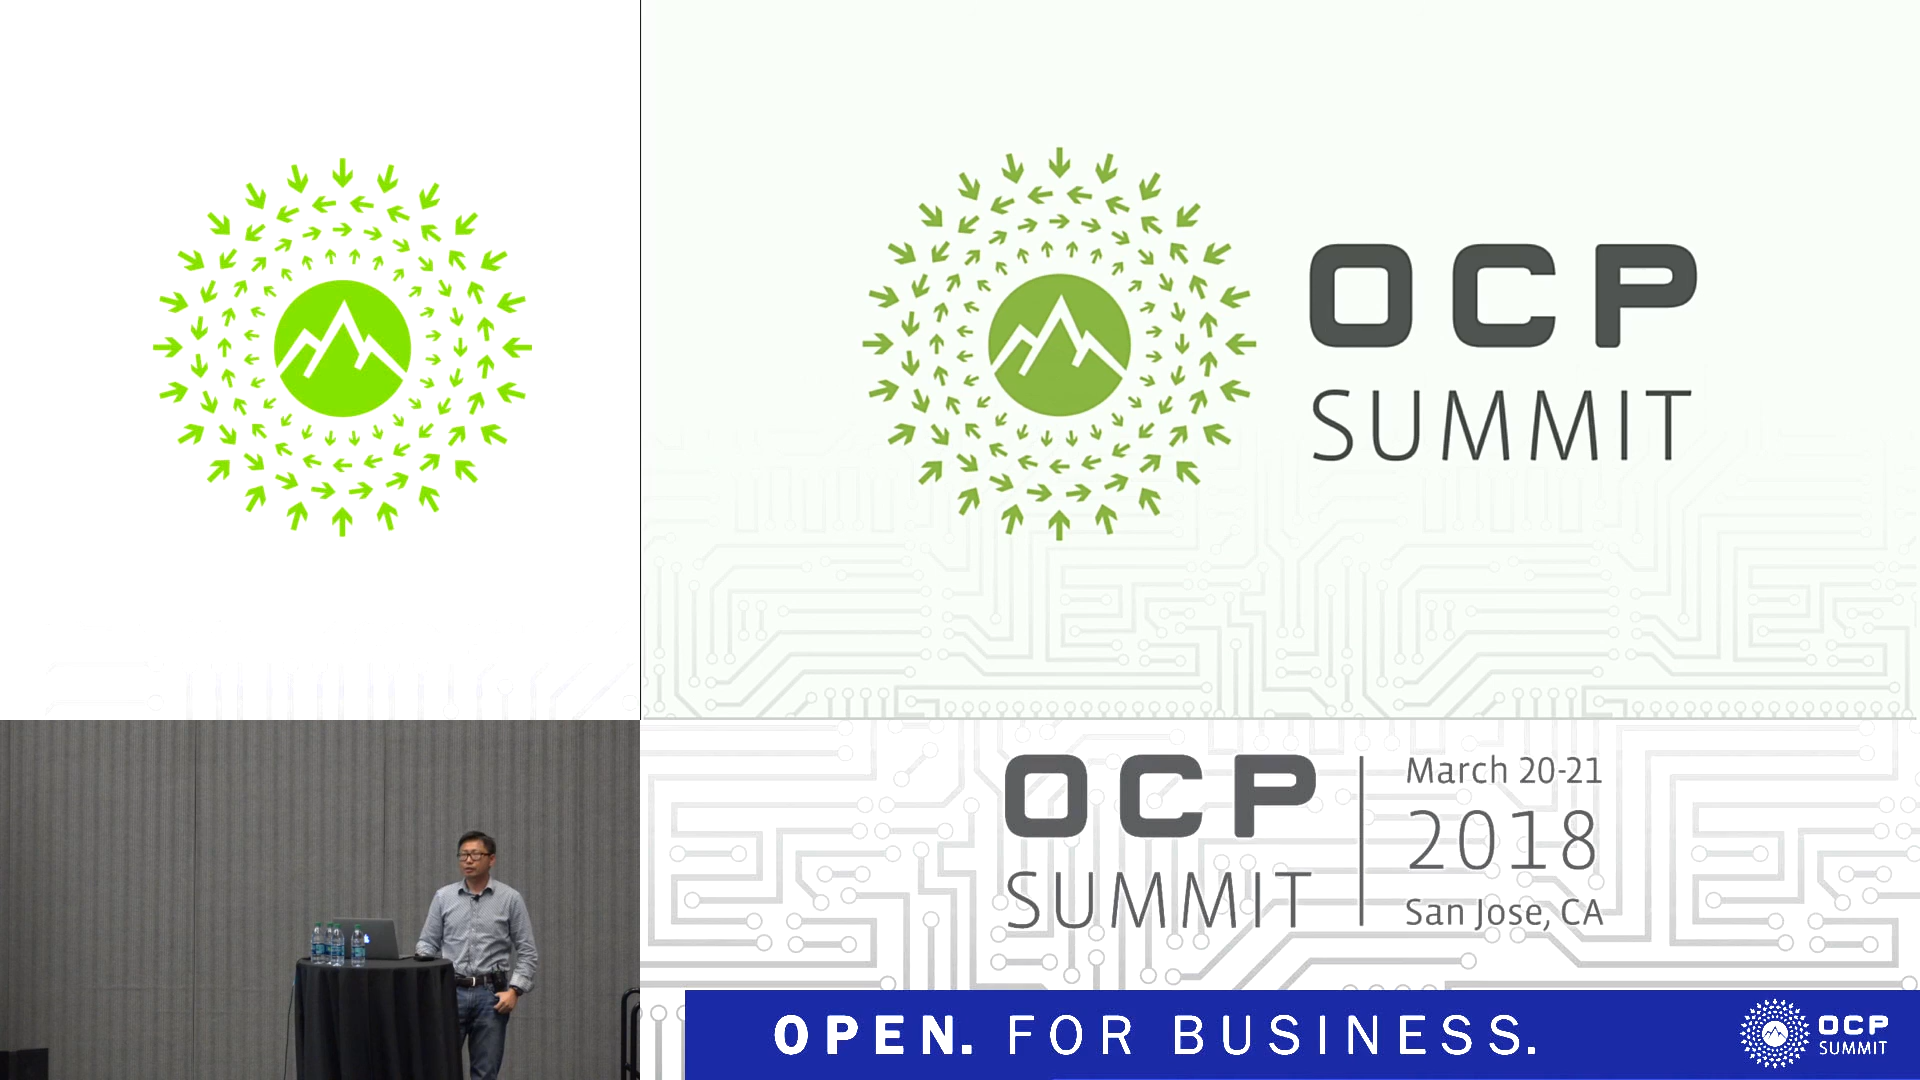 OCP
SUMMIT
OCP
SUMMIT
March 20-21
2018
San Jose, CA
OPEN. FOR BUSINESS.
OCP
SUMMIT